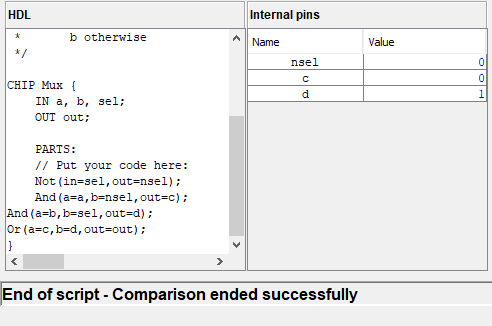 HDL
*      b otherwise
*/
CHIP Mux {
    IN a, b, sel;
    OUT out;
    PARTS:
    // Put your code here:
    Not(in=sel,out=nsel);
    And(a=a,b=nsel,out=c);
And(a=b,b=sel,out=d);
Or(a=c,b=d,out=out);
}
Internal pins
Name Value
nsel 0
c 0
d 1
End of script - Comparison ended successfully